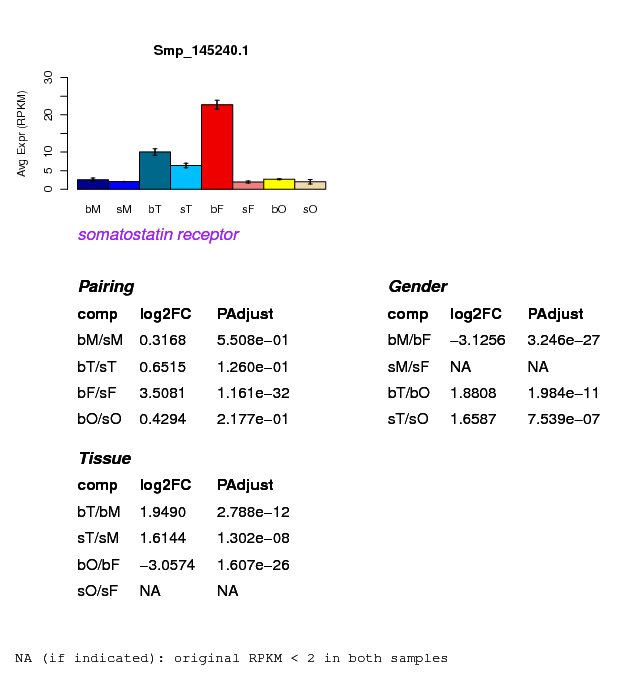 Smp_145240.1
Avg Expr (RPKM)
30
20
10
5
0
bM sM bT sT bF sF bO sO
somatostatin receptor
Pairing
comp log2FC PAdjust
bM/sM 0.3168 5.508e−01
bT/sT 0.6515 1.260e−01
bF/sF 3.5081 1.161e−32
bO/sO 0.4294 2.177e−01
Gender
comp log2FC PAdjust
bM/bF −3.1256 3.246e−27
sM/sF NA NA
bT/bO 1.8808 1.984e−11
sT/sO 1.6587 7.539e−07
Tissue
comp log2FC PAdjust
bT/bM 1.9490 2.788e−12
sT/sM 1.6144 1.302e−08
bO/bF −3.0574 1.607e−26
sO/sF NA NA
NA (if indicated): original RPKM < 2 in both samples